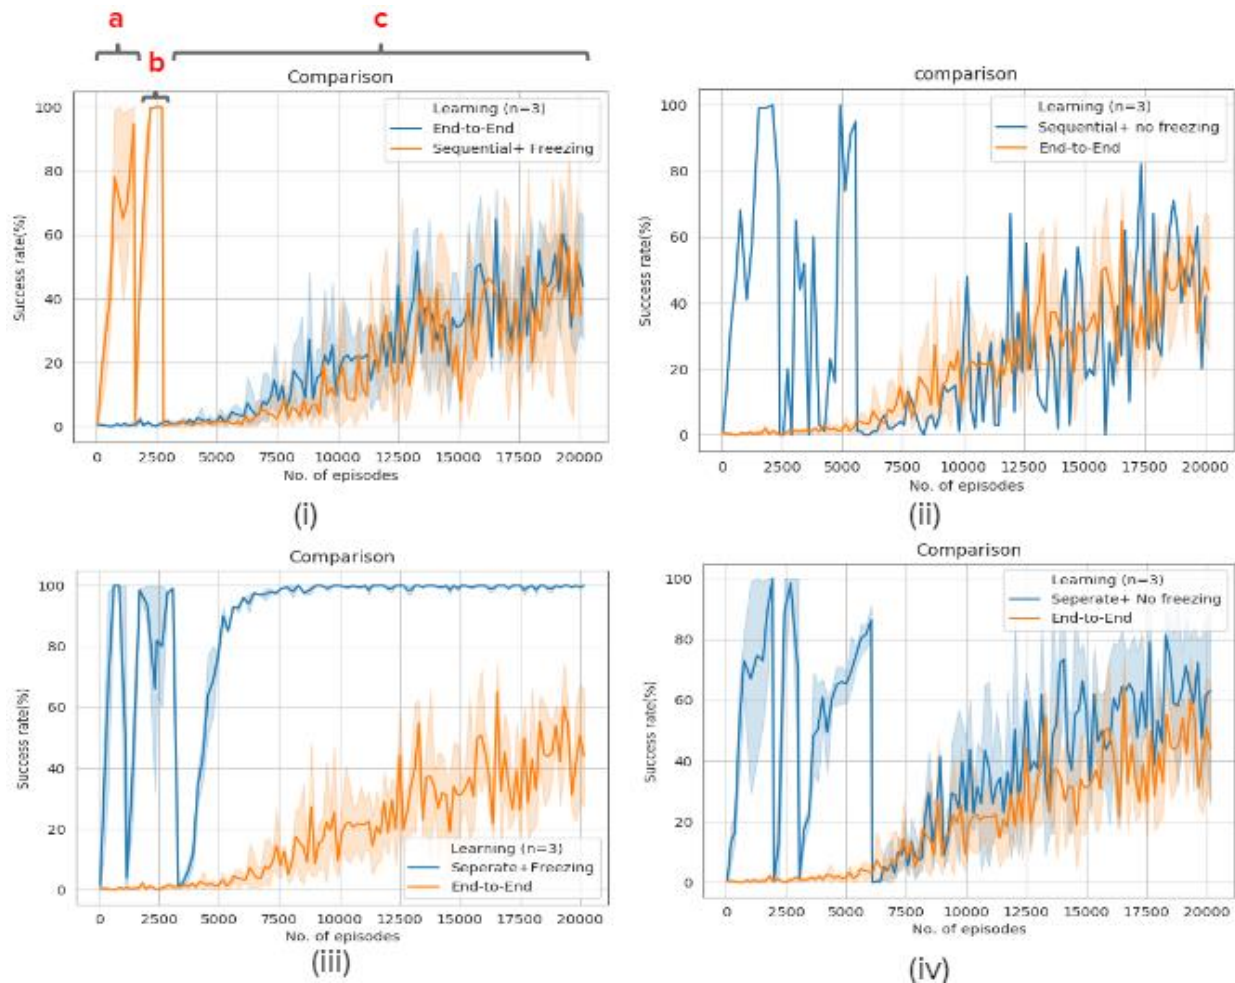 a
b
c
Comparison
Success rate(%)
100
80
60
40
20
0
Learning (n=3)
End-to-End
Sequential+ Freezing
0 2500 5000 7500 10000 12500 15000 17500 20000
No. of episodes
(i)
comparison
Success rate(%)
100
80
60
40
20
0
Learning (n=3)
Sequential+ no freezing
End-to-End
0 2500 5000 7500 10000 12500 15000 17500 20000
No. of episodes
(ii)
Comparison
Success rate(%)
100
80
60
40
20
0
Learning (n=3)
Seperate+Freezing
End-to-End
0 2500 5000 7500 10000 12500 15000 17500 20000
No. of episodes
(iii)
Comparison
Success rate(%)
100
80
60
40
20
0
Learning (n=3)
Seperate+ No freezing
End-to-End
0 2500 5000 7500 10000 12500 15000 17500 20000
No. of episodes
(iv)